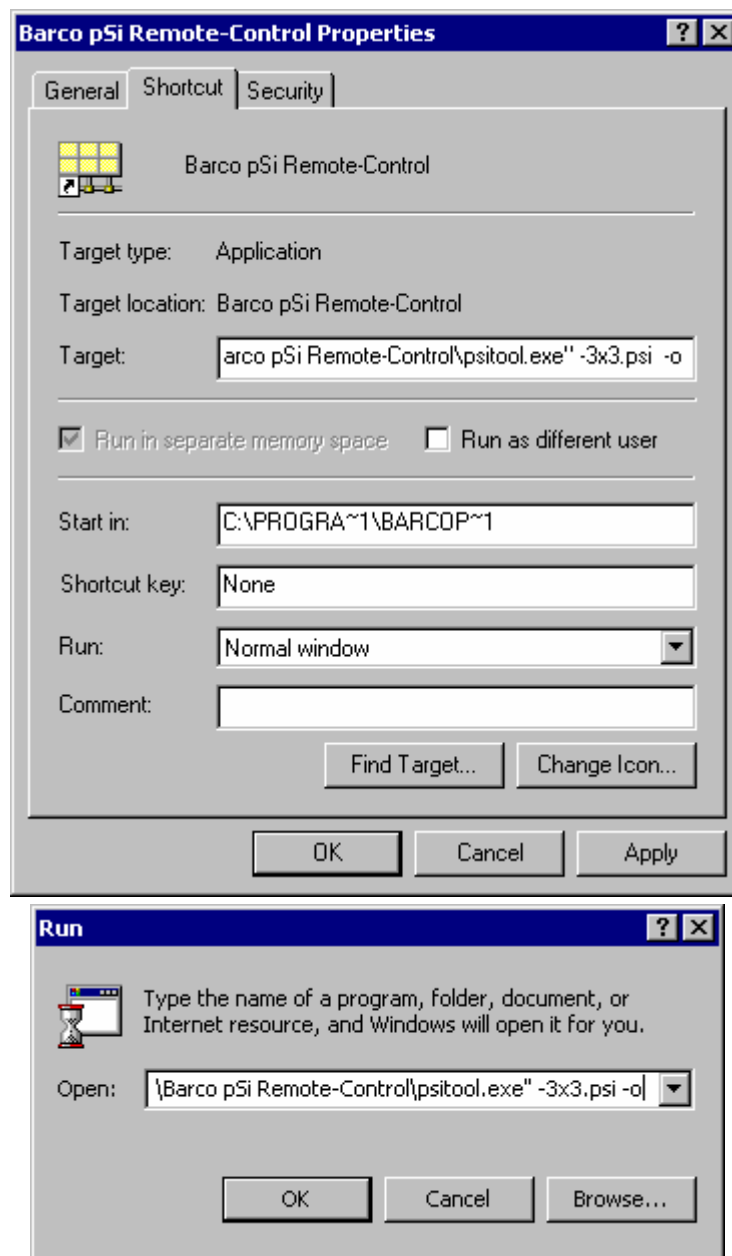 Barco pSi Remote-Control Properties
General Shortcut Security
Barco pSi Remote-Control
Target type: Application
Target location: Barco pSi Remote-Control
Target: arco pSi Remote-Control\psitool.exe" -3x3.psi -o
Run in separate memory space Run as different user
Start in: C:\PROGRA~1\BARCOP~1
Shortcut key: None
Run: Normal window
Comment:
Find Target... Change Icon...
OK Cancel Apply
Run
Type the name of a program, folder, document, or
Internet resource, and Windows will open it for you.
Open: \Barco pSi Remote-Control\psitool.exe" -3x3.psi -o
OK Cancel Browse...